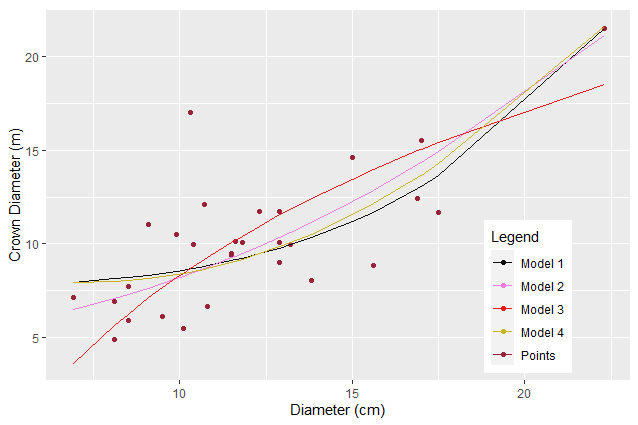 20
15
10
5
Crown Diameter (m)
10
15
20
Diameter (cm)
Legend
Model 1
Model 2
Model 3
Model 4
Points